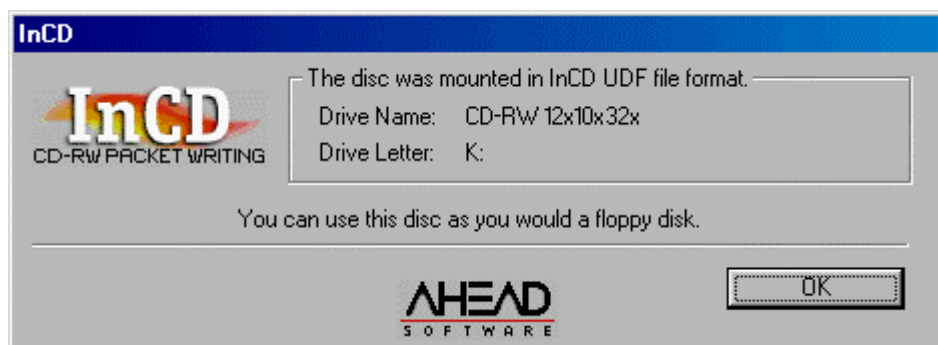 InCD
The disc was mounted in InCD UDF file format.
InCD
CD-RW PACKET WRITING
Drive Name: CD-RW 12x10x32x
Drive Letter: K:
You can use this disc as you would a floppy disk.
AHEAD
SOFTWARE
OK